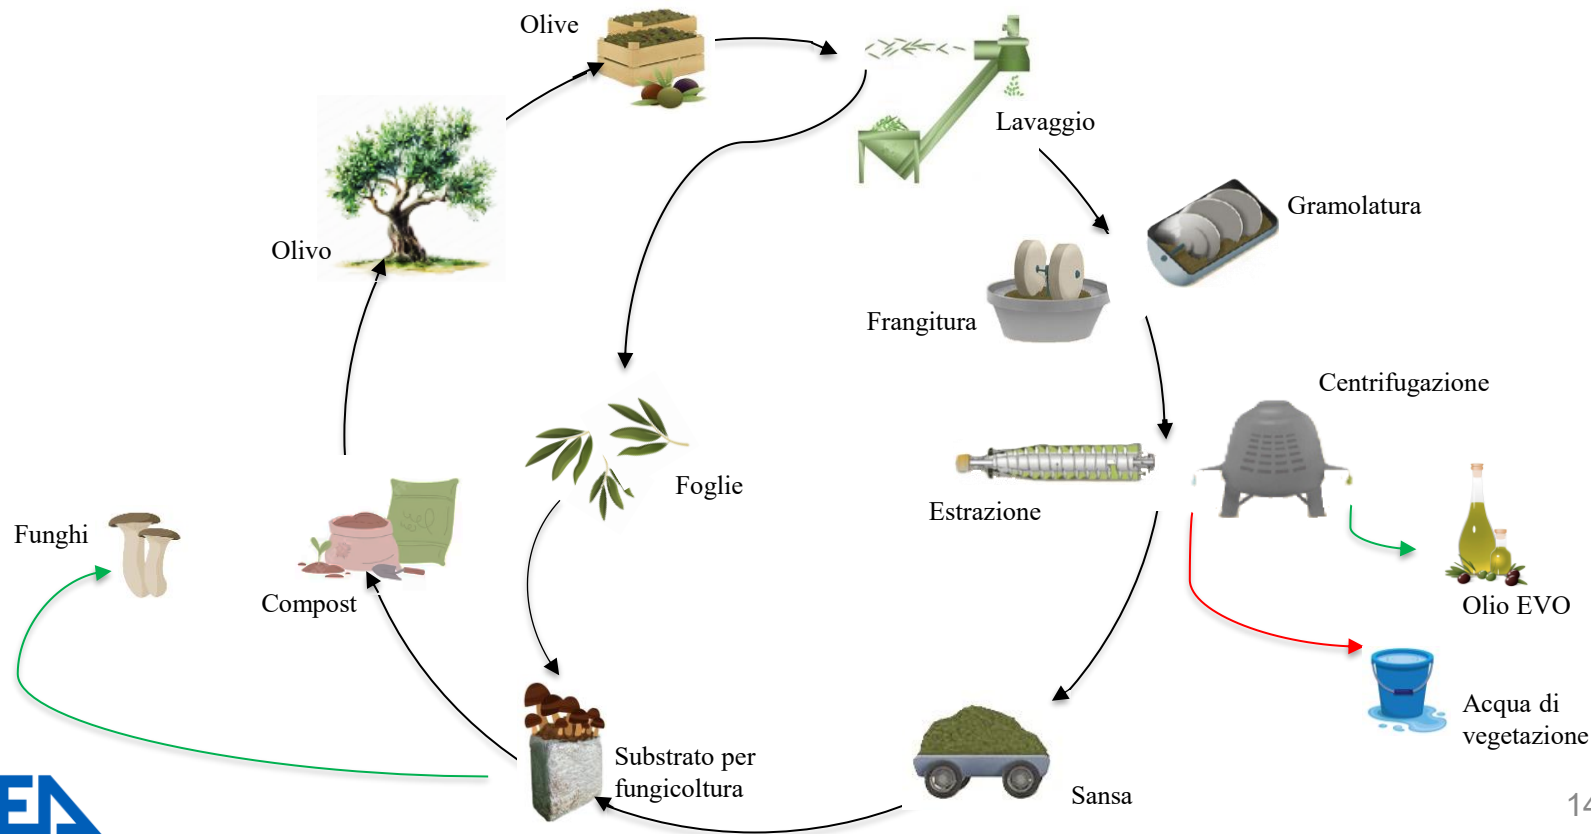 Olive
Lavaggio
Gramolatura
Olivo
Frangitura
Centrifugazione
Foglie
Estrazione
Funghi
Compost
Olio EVO
Acqua di
vegetazione
Substrato per
fungicoltura
Sansa
14